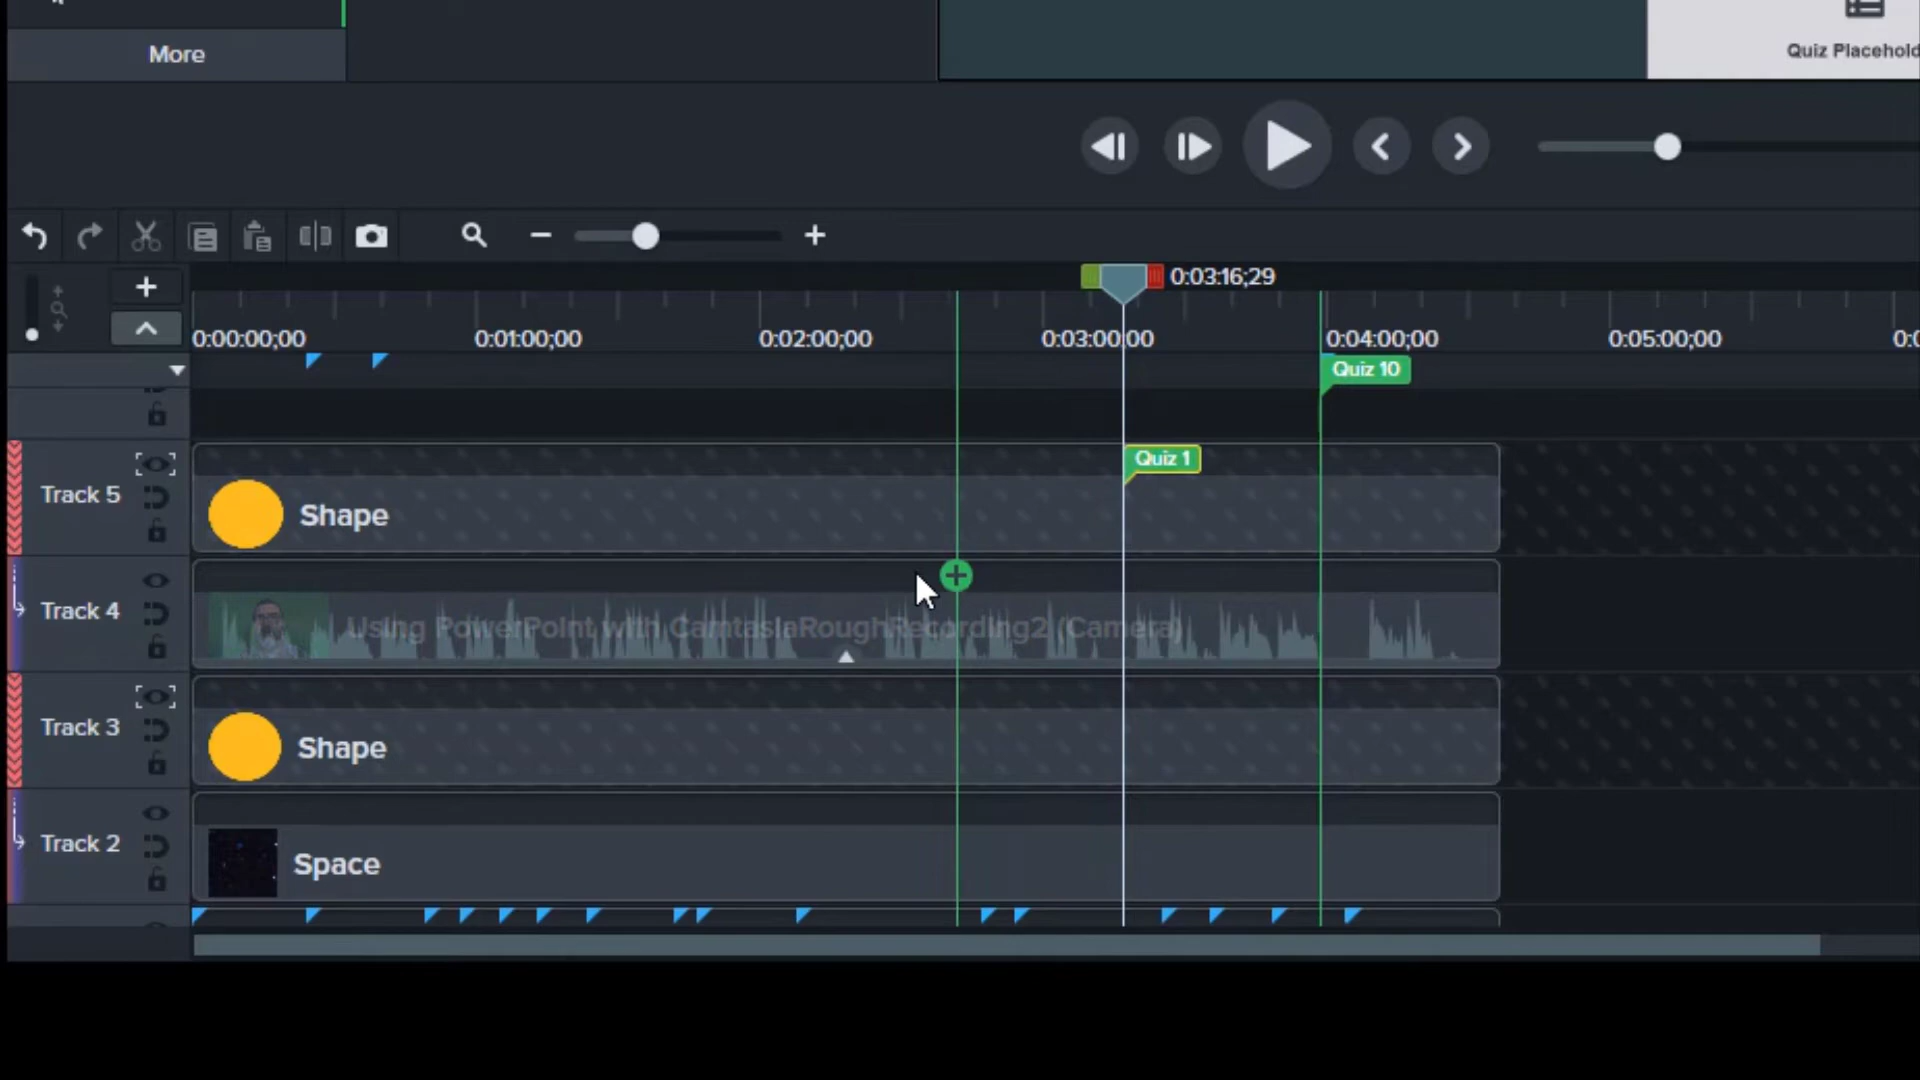 More
Quiz Placehold
0:03:16;29
0:00:00;00
0:01:00;00
0:02:00;00
0:03:00;00
0:04:00;00
0:05:00;00
0:0
Quiz 10
Track 5
Quiz 1
Shape
Track 4
Using PowerPoint with CamtasiaRoughRecording2 (Camera)
Track 3
Shape
Track 2
Space